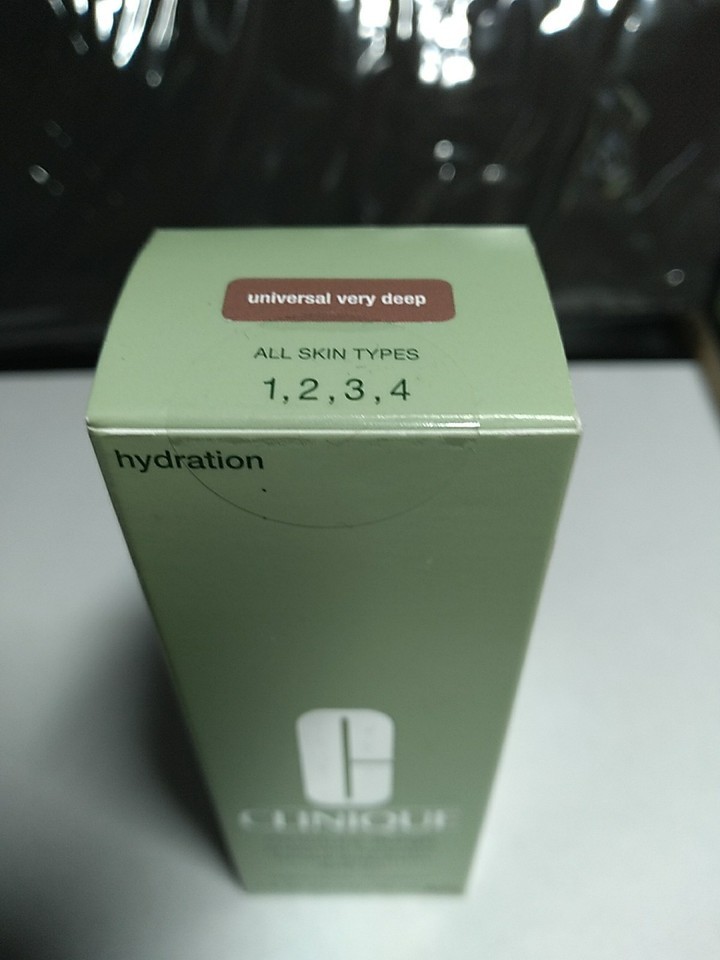 universal very deep
ALL SKIN TYPES
1,2,3,4
hydration
CLINIQUE